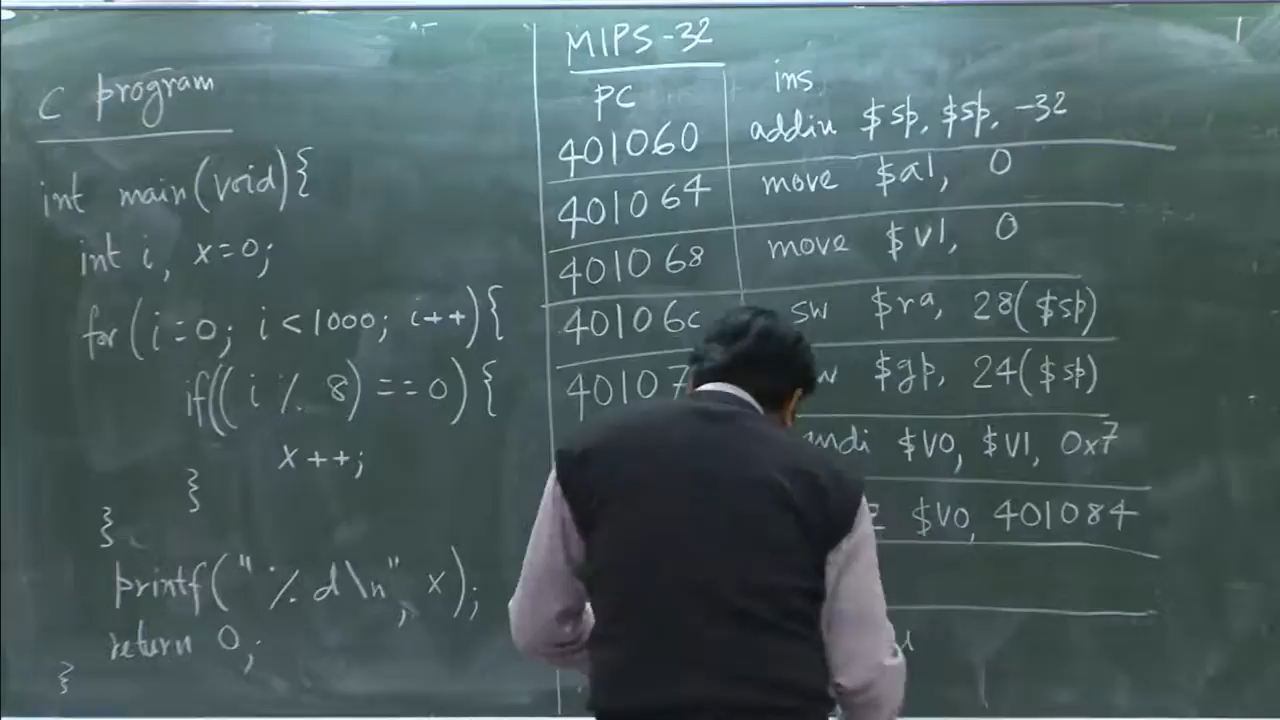 C program
int main(void){
int i, x=0;
for(i=0; i<1000; i++){
if((i % 8)==0){
x++;
}
}
printf("%d\n", x);
return 0;
}
MIPS-32
PC ins
401060 addiu $sp, $sp, -32
401064 move $a1, 0
401068 move $v1, 0
40106c sw $ra, 28($sp)
40107 $gp, 24($sp)
andi $v0, $v1, 0x7
$v0, 401084